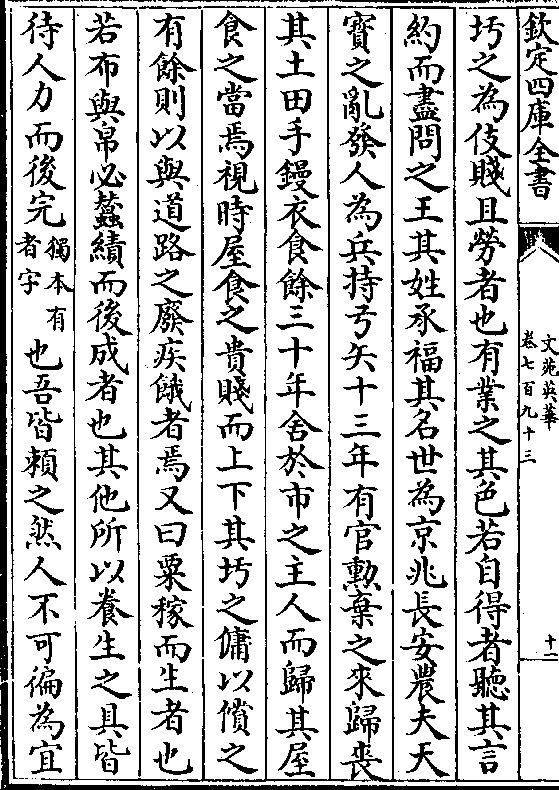 欽定四庫全書
文苑英華
卷七百九十三
十一
圬之為伎賤且勞者也有業之其色若自得者聽其言
約而盡問之王其姓承福其名世為京兆長安農夫天
寶之亂發人為兵持弓矢十三年有官勲棄之來歸喪
其土田手鏝衣食餘三十年舍於市之主人而歸其屋
食之當焉視時屋食之貴賤而上下其圬之傭以償之
有餘則以與道路之廢疾餓者焉又曰粟稼而生者也
若布與帛必蠶績而後成者也其他所以養生之具皆
待人力而後完獨本有者字也吾皆賴之然人不可徧為宜